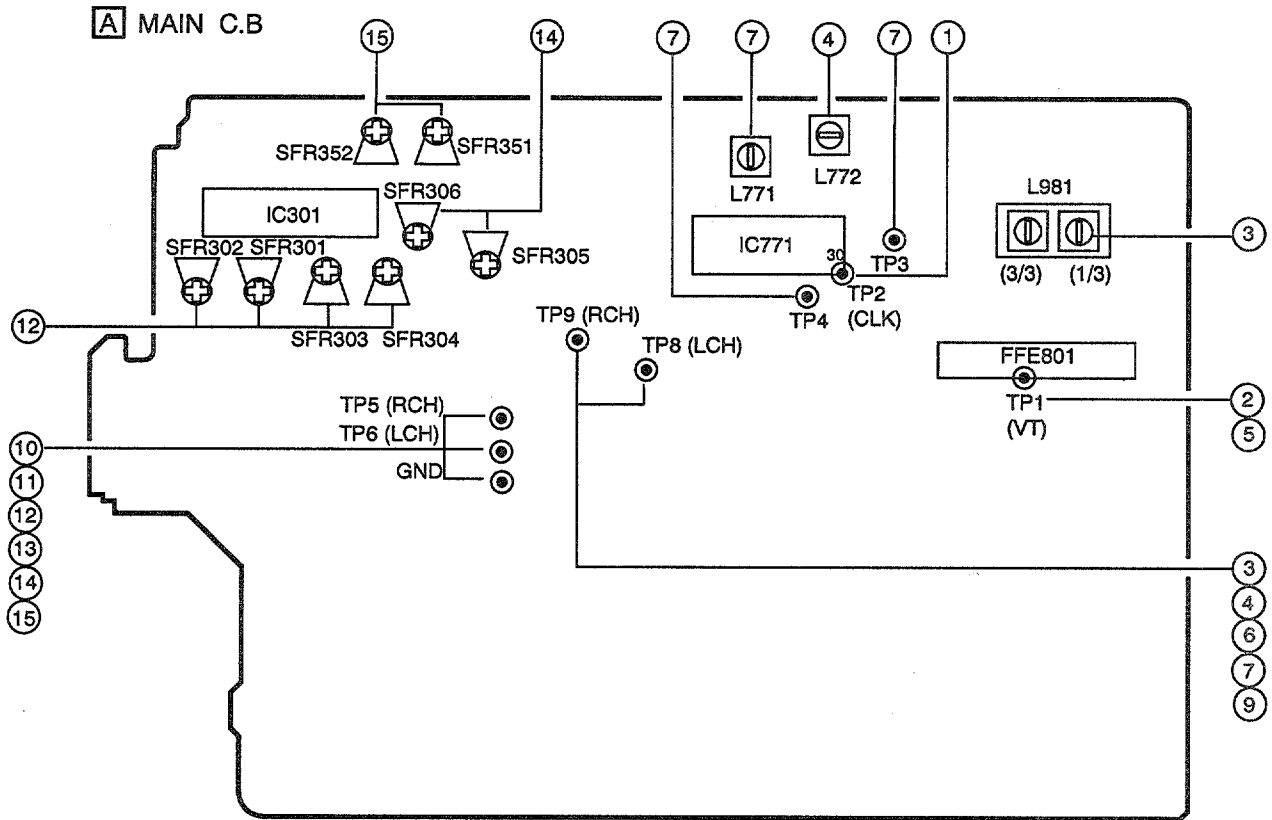 A MAIN C.B
15 14 7 7 4 7 1
SFR352 SFR351
L771 L772
SFR306
IC301
L981
SFR302 SFR301
SFR305
IC771
30
TP3
3
(3/3) (1/3)
TP2
(CLK)
TP4
12
SFR303 SFR304
TP9 (RCH)
TP8 (LCH)
FFE801
TP1
(VT)
2
5
TP5 (RCH)
TP6 (LCH)
GND
10
11
12
13
14
15
3
4
6
7
9